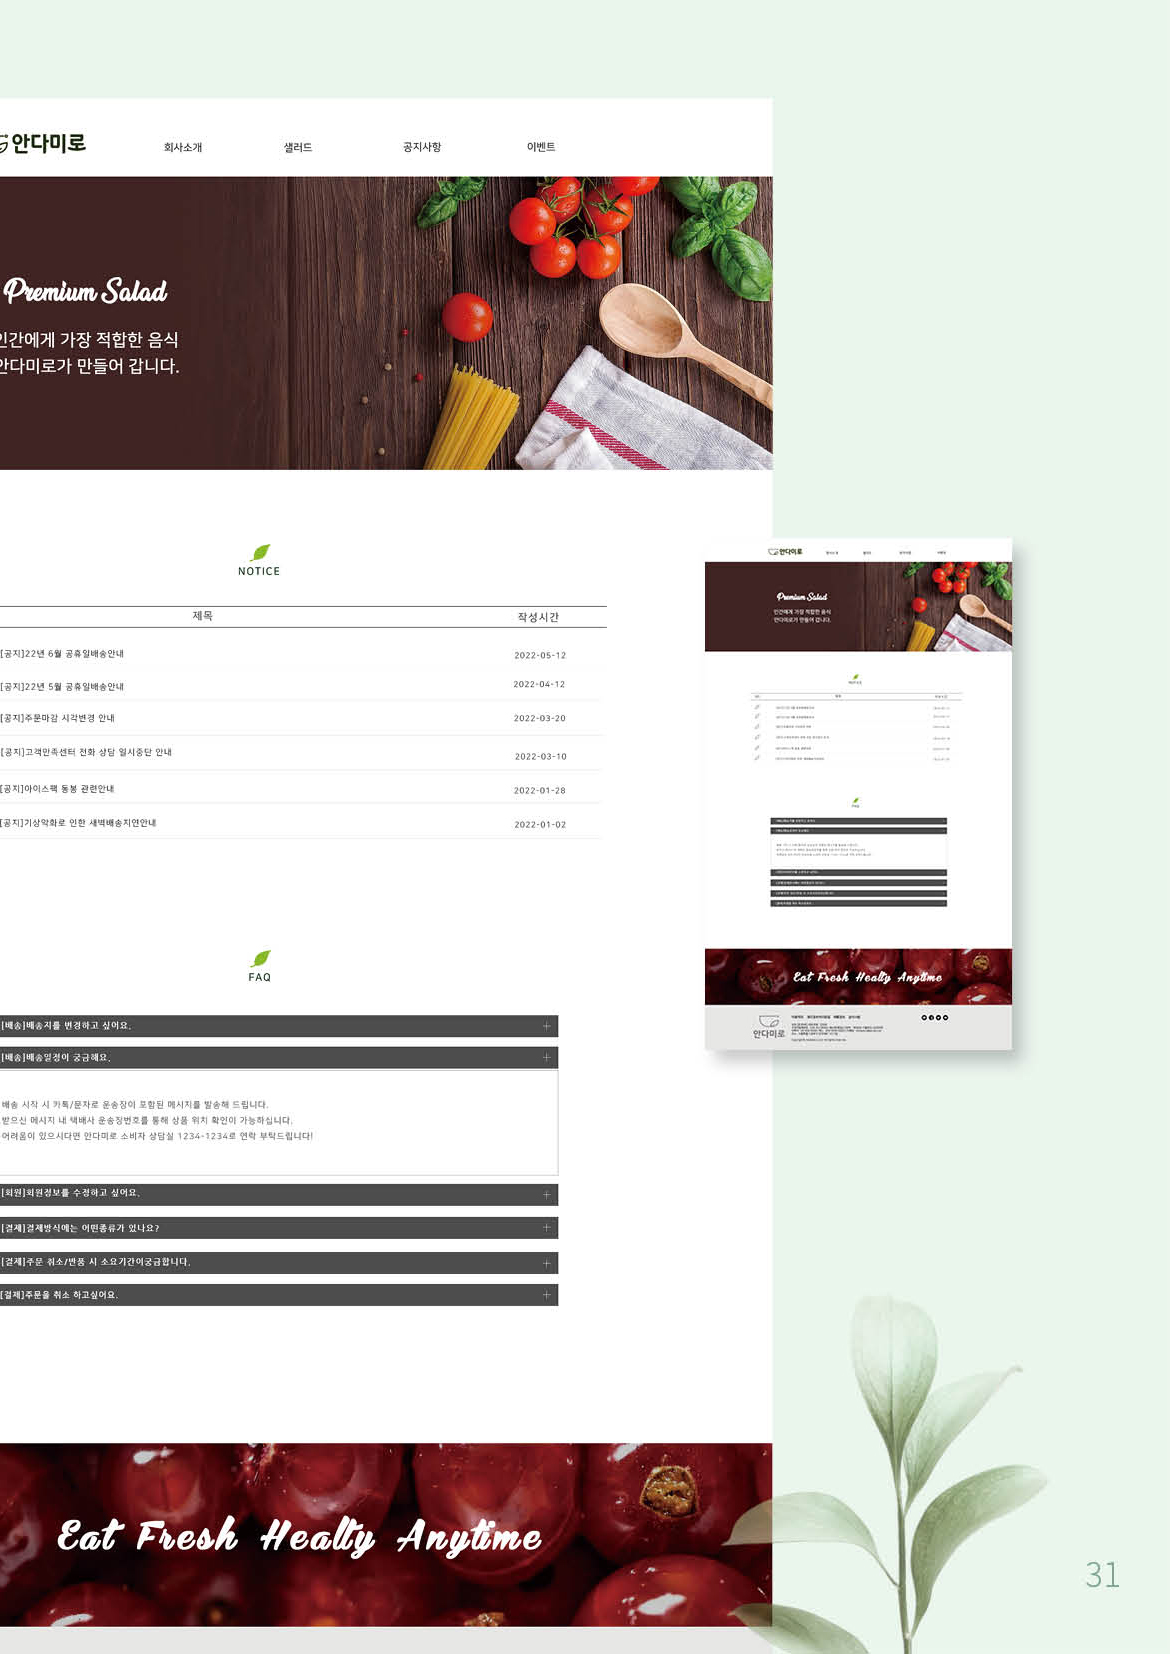 안다미로
회사소개
샐러드
공지사항
이벤트
Premium Salad
인간에게 가장 적합한 음식
안다미로가 만들어 갑니다.
NOTICE
제목
작성시간
[공지]22년 6월 공휴일배송안내
2022-05-12
[공지]22년 5월 공휴일배송안내
2022-04-12
[공지]주문마감 시각변경 안내
2022-03-20
[공지]고객만족센터 전화 상담 일시중단 안내
2022-03-10
[공지]아이스팩 동봉 관련안내
2022-01-28
[공지]기상악화로 인한 새벽배송지연안내
2022-01-02
FAQ
[배송]배송지를 변경하고 싶어요.
[배송]배송일정이 궁금해요.
배송 시작 시 카톡/문자로 운송장이 포함된 메시지를 발송해 드립니다.
받으신 메시지 내 택배사 운송장번호를 통해 상품 위치 확인이 가능하십니다.
어려움이 있으시다면 안다미로 소비자 상담실 1234-1234로 연락 부탁드립니다!
[회원]회원정보를 수정하고 싶어요.
[결제]결제방식에는 어떤종류가 있나요?
[결제]주문 취소/반품 시 소요기간이궁금합니다.
[결제]주문을 취소 하고싶어요.
Eat Fresh Healty Anytime
안다미로
Premium Salad
인간에게 가장 적합한 음식
안다미로가 만들어 갑니다.
Eat Fresh Healty Anytime
안다미로
31